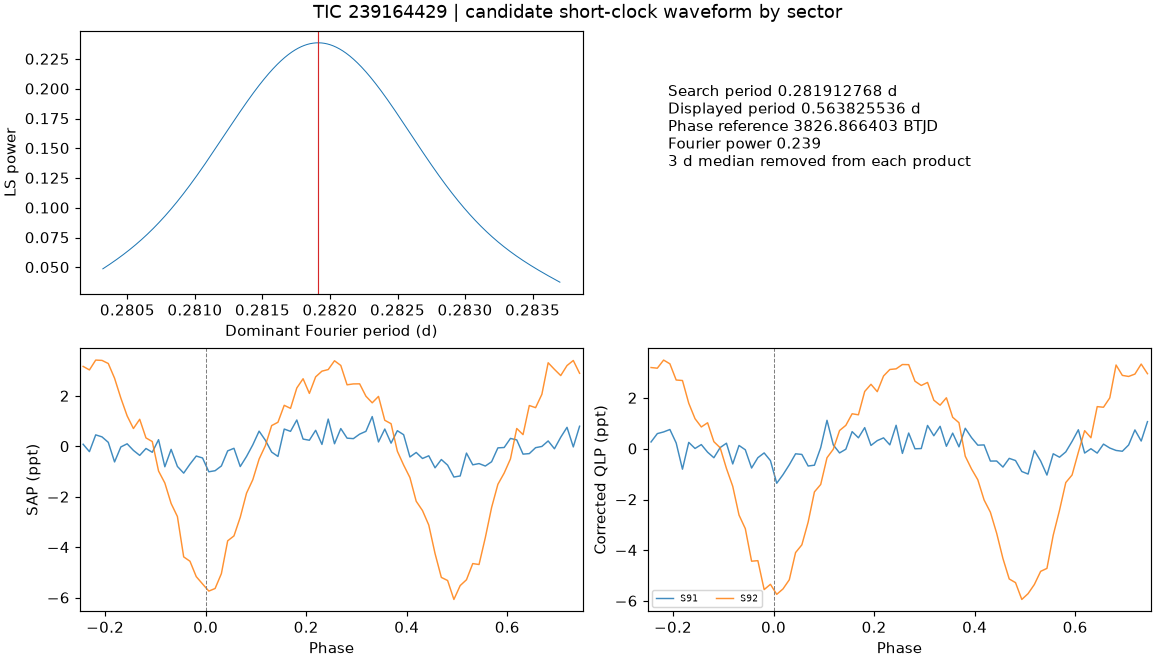 TIC 239164429 | candidate short-clock waveform by sector
LS power
0.225
0.200
0.175
0.150
0.125
0.100
0.075
0.050
0.2805 0.2810 0.2815 0.2820 0.2825 0.2830 0.2835
Dominant Fourier period (d)
Search period 0.281912768 d
Displayed period 0.563825536 d
Phase reference 3826.866403 BTJD
Fourier power 0.239
3 d median removed from each product
SAP (ppt)
2
0
−2
−4
−6
−0.2 0.0 0.2 0.4 0.6
Phase
Corrected QLP (ppt)
2
0
−2
−4
−6
S91 S92
−0.2 0.0 0.2 0.4 0.6
Phase